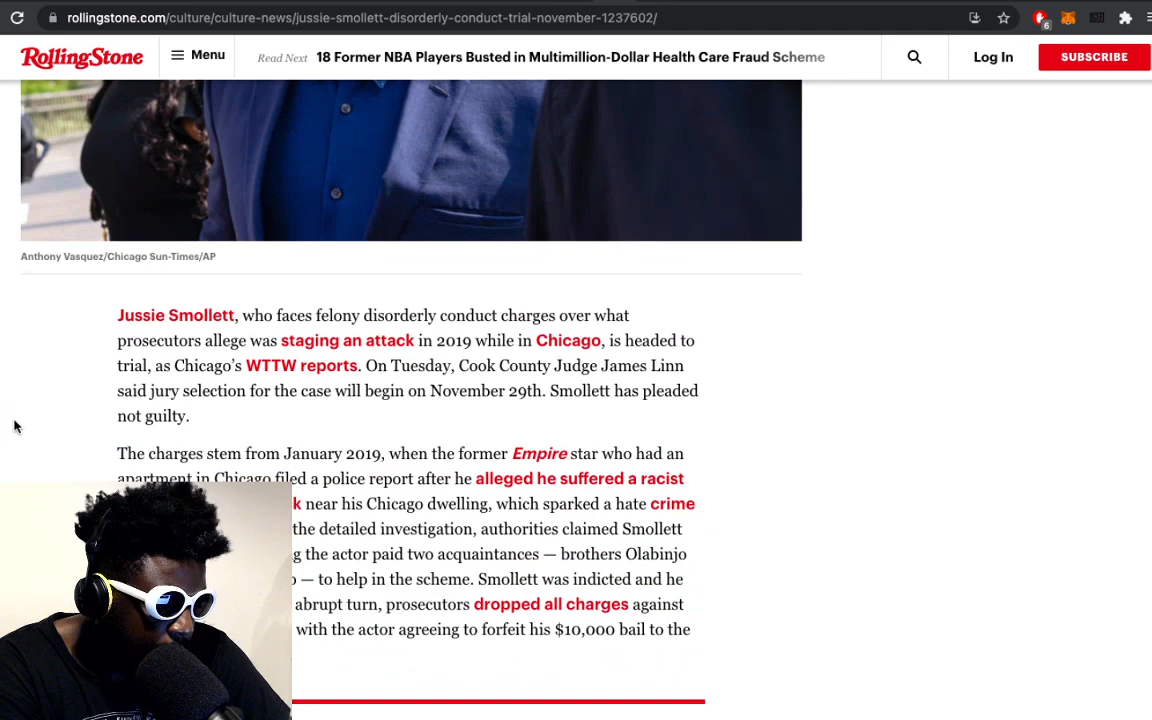 rollingstone.com/culture/culture-news/jussie-smollett-disorderly-conduct-trial-november-1237602/
6
RollingStone
Menu
Read Next 18 Former NBA Players Busted in Multimillion-Dollar Health Care Fraud Scheme
Log In
SUBSCRIBE
Anthony Vasquez/Chicago Sun-Times/AP
Jussie Smollett, who faces felony disorderly conduct charges over what
prosecutors allege was staging an attack in 2019 while in Chicago, is headed to
trial, as Chicago’s WTTW reports. On Tuesday, Cook County Judge James Linn
said jury selection for the case will begin on November 29th. Smollett has pleaded
not guilty.
The charges stem from January 2019, when the former Empire star who had an
apartment in Chicago filed a police report after he alleged he suffered a racist
k near his Chicago dwelling, which sparked a hate crime
the detailed investigation, authorities claimed Smollett
g the actor paid two acquaintances — brothers Olabinjo
o — to help in the scheme. Smollett was indicted and he
abrupt turn, prosecutors dropped all charges against
with the actor agreeing to forfeit his $10,000 bail to the